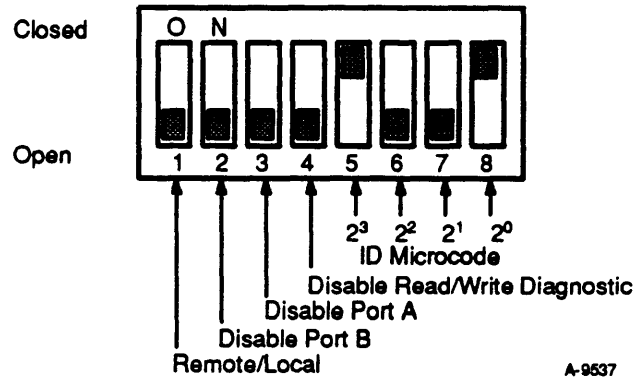 Closed
O N
Open
1 2 3 4 5 6 7 8
2³ 2² 2¹ 2⁰
ID Microcode
Disable Read/Write Diagnostic
Disable Port A
Disable Port B
Remote/Local
A-9537